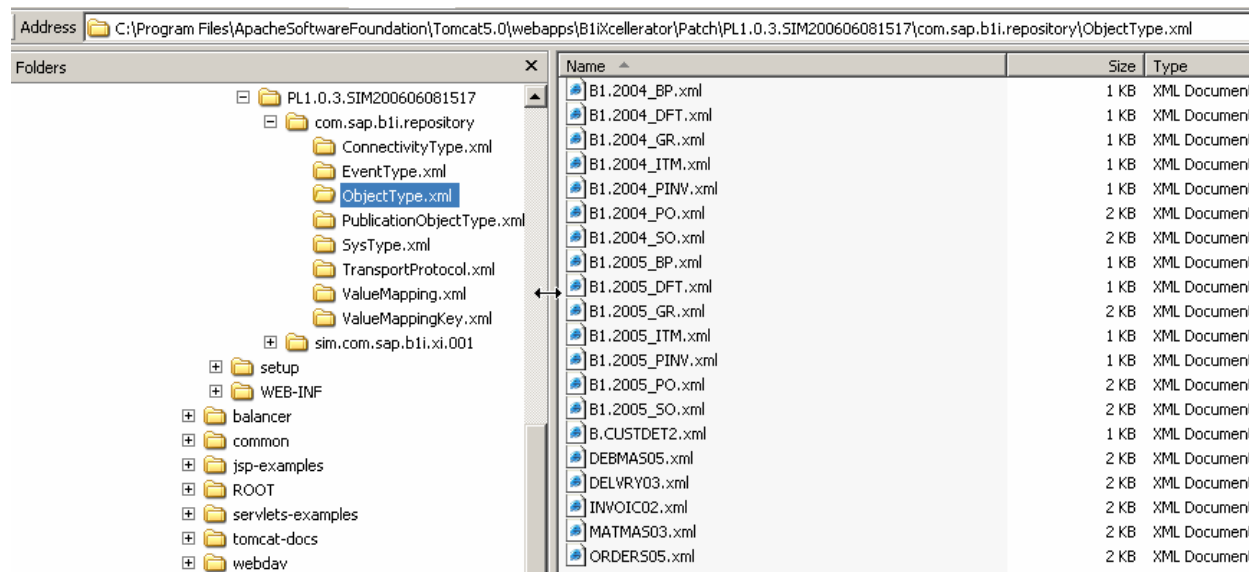 Address C:\Program Files\ApacheSoftwareFoundation\Tomcat5.0\webapps\B1iXcellerator\Patch\PL1.0.3.SIM200606081517\com.sap.b1i.repository\ObjectType.xml
Folders
PL1.0.3.SIM200606081517
com.sap.b1i.repository
ConnectivityType.xml
EventType.xml
ObjectType.xml
PublicationObjectType.xml
SysType.xml
TransportProtocol.xml
ValueMapping.xml
ValueMappingKey.xml
sim.com.sap.b1i.xi.001
setup
WEB-INF
balancer
common
jsp-examples
ROOT
servlets-examples
tomcat-docs
webdav
Name Size Type
B1.2004_BP.xml 1 KB XML Document
B1.2004_DFT.xml 1 KB XML Document
B1.2004_GR.xml 1 KB XML Document
B1.2004_ITM.xml 1 KB XML Document
B1.2004_PINV.xml 1 KB XML Document
B1.2004_PO.xml 2 KB XML Document
B1.2004_SO.xml 2 KB XML Document
B1.2005_BP.xml 1 KB XML Document
B1.2005_DFT.xml 1 KB XML Document
B1.2005_GR.xml 2 KB XML Document
B1.2005_ITM.xml 1 KB XML Document
B1.2005_PINV.xml 1 KB XML Document
B1.2005_PO.xml 2 KB XML Document
B1.2005_SO.xml 2 KB XML Document
B.CUSTDET2.xml 1 KB XML Document
DEBMAS05.xml 2 KB XML Document
DELVRY03.xml 2 KB XML Document
INVOIC02.xml 2 KB XML Document
MATMAS03.xml 2 KB XML Document
ORDERS05.xml 2 KB XML Document